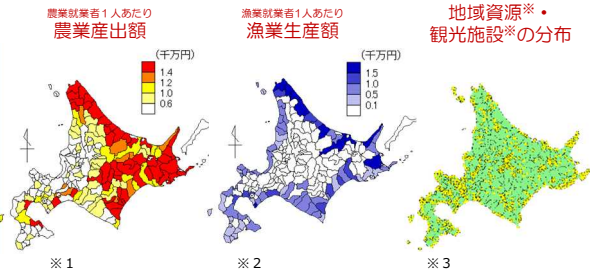 農業就業者１人あたり
農業産出額
(千万円)
1.4
1.2
1.0
0.6
※１
漁業就業者１人あたり
漁業生産額
(千万円)
1.5
1.0
0.5
0.1
※２
地域資源※・
観光施設※の分布
※３